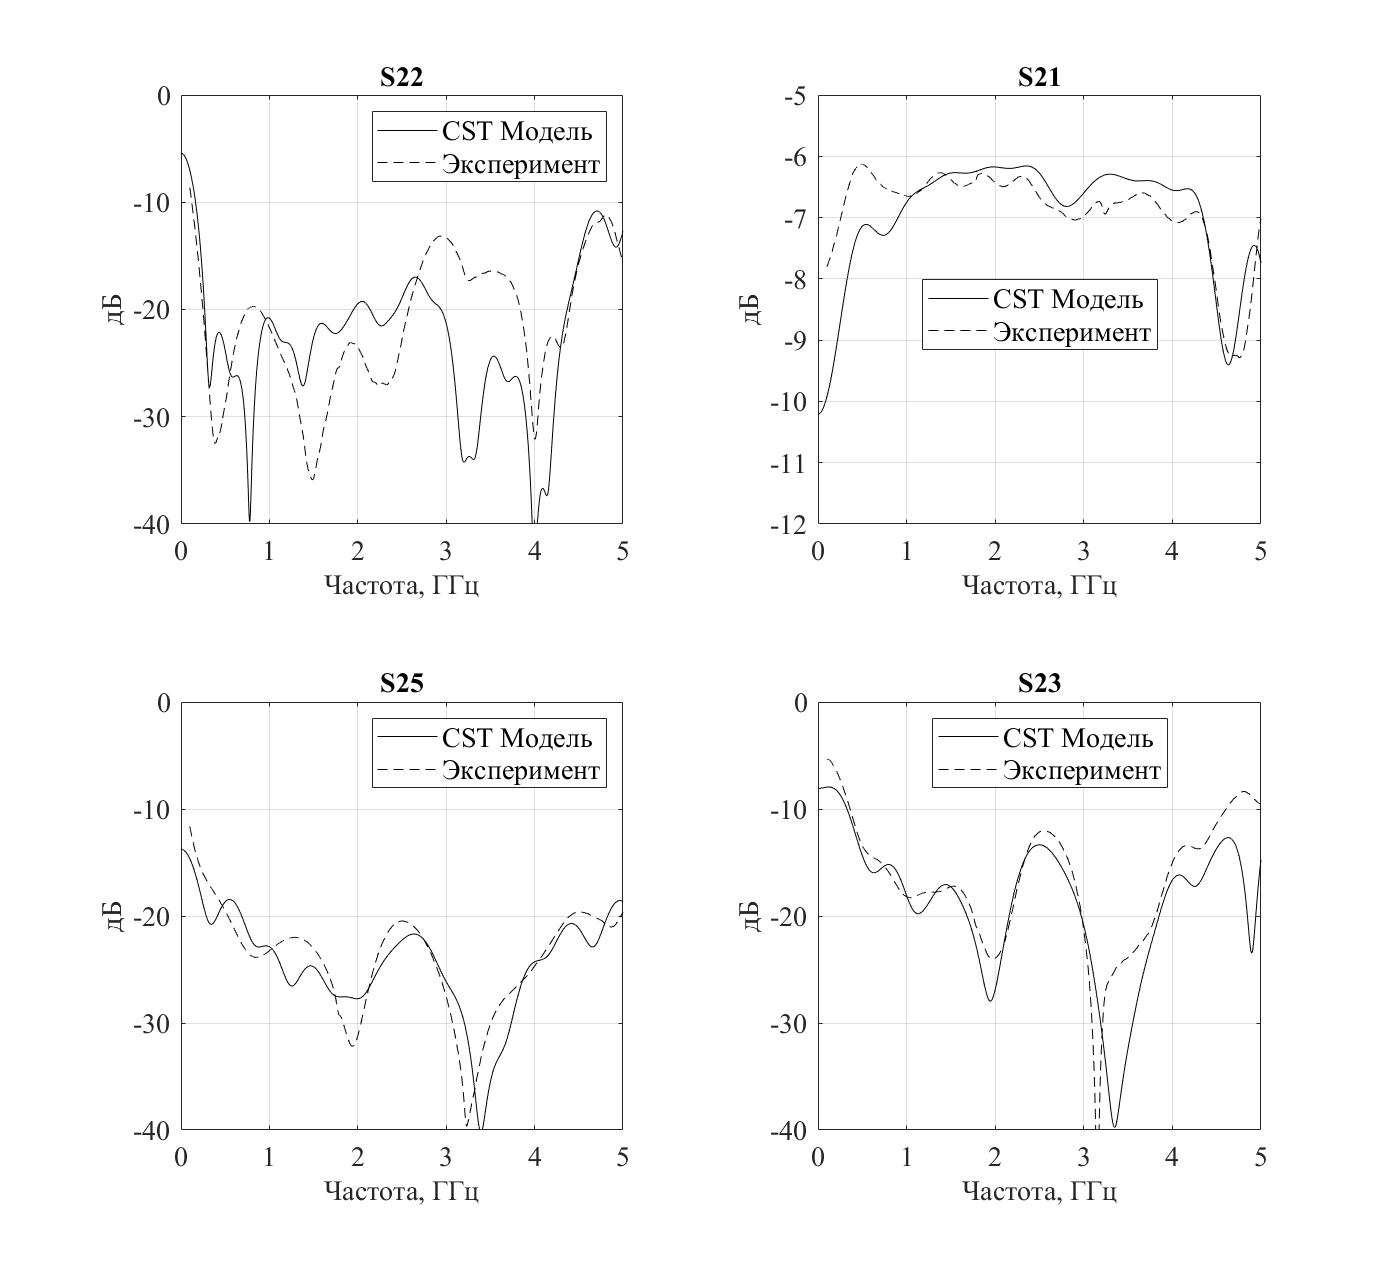 S22
0
-10
-20
-30
-40
0 1 2 3 4 5
дБ
Частота, ГГц
CST Модель
Эксперимент
S21
-5
-6
-7
-8
-9
-10
-11
-12
0 1 2 3 4 5
дБ
Частота, ГГц
CST Модель
Эксперимент
S25
0
-10
-20
-30
-40
0 1 2 3 4 5
дБ
Частота, ГГц
CST Модель
Эксперимент
S23
0
-10
-20
-30
-40
0 1 2 3 4 5
дБ
Частота, ГГц
CST Модель
Эксперимент